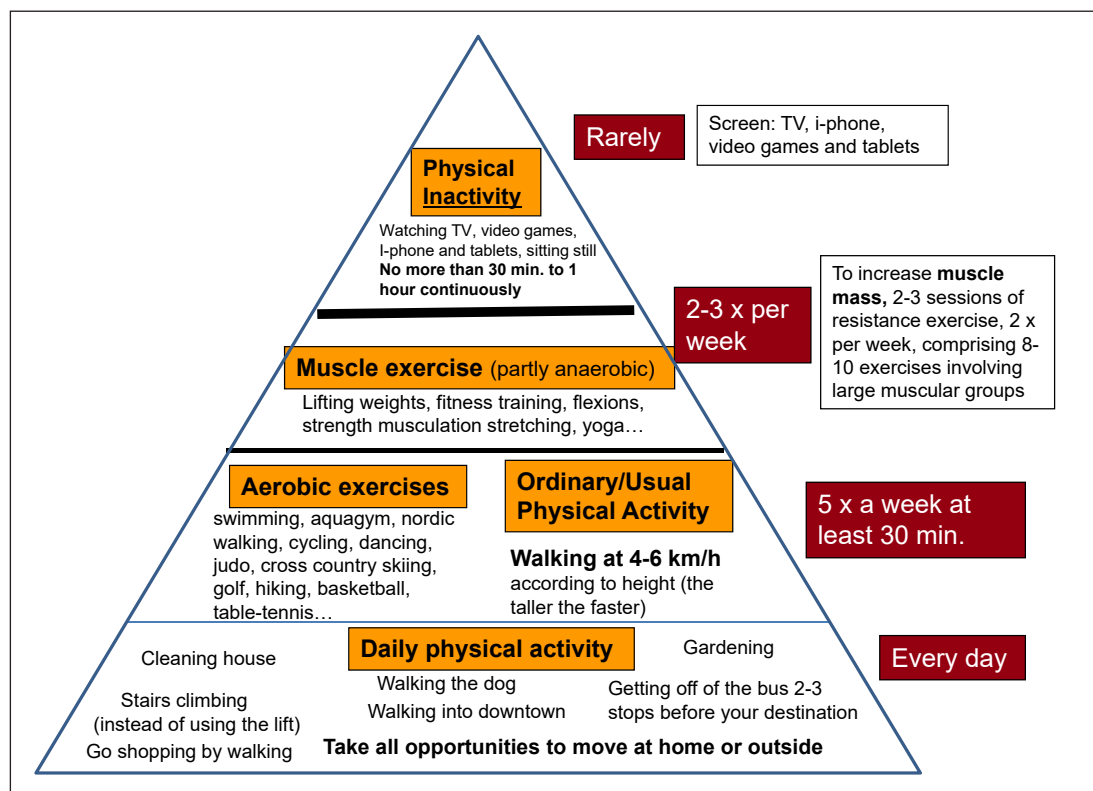 Rarely
Screen: TV, i-phone,
video games and tablets
Physical
Inactivity
Watching TV, video games,
I-phone and tablets, sitting still
No more than 30 min. to 1
hour continuously
2-3 x per
week
To increase muscle
mass, 2-3 sessions of
resistance exercise, 2 x
per week, comprising 8-
10 exercises involving
large muscular groups
Muscle exercise (partly anaerobic)
Lifting weights, fitness training, flexions,
strength musculation stretching, yoga…
Aerobic exercises
swimming, aquagym, nordic
walking, cycling, dancing,
judo, cross country skiing,
golf, hiking, basketball,
table-tennis…
Ordinary/Usual
Physical Activity
Walking at 4-6 km/h
according to height (the
taller the faster)
5 x a week at
least 30 min.
Daily physical activity
Every day
Cleaning house
Stairs climbing
(instead of using the lift)
Go shopping by walking
Walking the dog
Walking into downtown
Gardening
Getting off of the bus 2-3
stops before your destination
Take all opportunities to move at home or outside